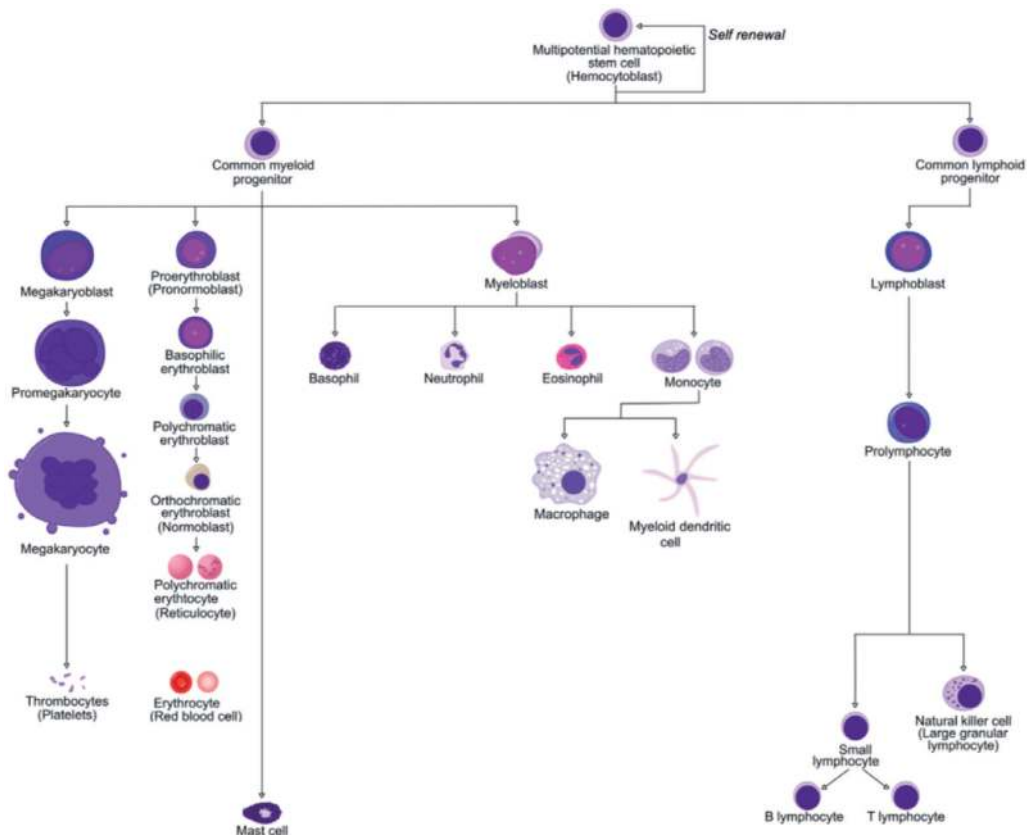 Self renewal
Multipotential hematopoietic
stem cell
(Hemocytoblast)
Common myeloid
progenitor
Common lymphoid
progenitor
Megakaryoblast
Proerythroblast
(Pronormoblast)
Myeloblast
Lymphoblast
Basophilic
erythroblast
Basophil
Neutrophil
Eosinophil
Monocyte
Promegakaryocyte
Polychromatic
erythroblast
Prolymphocyte
Orthochromatic
erythroblast
(Normoblast)
Macrophage
Myeloid dendritic
cell
Megakaryocyte
Polychromatic
erythtocyte
(Reticulocyte)
Thrombocytes
(Platelets)
Erythrocyte
(Red blood cell)
Natural killer cell
(Large granular
lymphocyte)
Small
lymphocyte
B lymphocyte
T lymphocyte
Mast cell